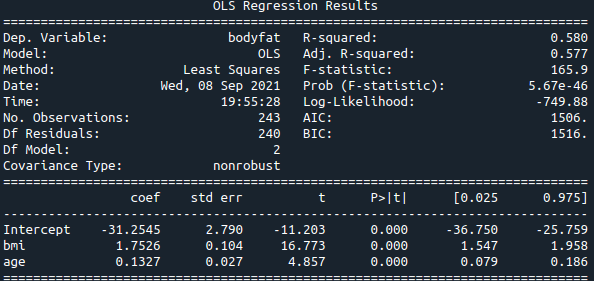 OLS Regression Results
==============================================================================
Dep. Variable:                bodyfat   R-squared:                       0.580
Model:                            OLS   Adj. R-squared:                  0.577
Method:                 Least Squares   F-statistic:                     165.9
Date:                Wed, 08 Sep 2021   Prob (F-statistic):           5.67e-46
Time:                        19:55:28   Log-Likelihood:                -749.88
No. Observations:                 243   AIC:                             1506.
Df Residuals:                     240   BIC:                             1516.
Df Model:                           2
Covariance Type:            nonrobust
==============================================================================
                 coef    std err          t      P>|t|      [0.025      0.975]
------------------------------------------------------------------------------
Intercept    -31.2545      2.790    -11.203      0.000     -36.750     -25.759
bmi            1.7526      0.104     16.773      0.000       1.547       1.958
age            0.1327      0.027      4.857      0.000       0.079       0.186
==============================================================================